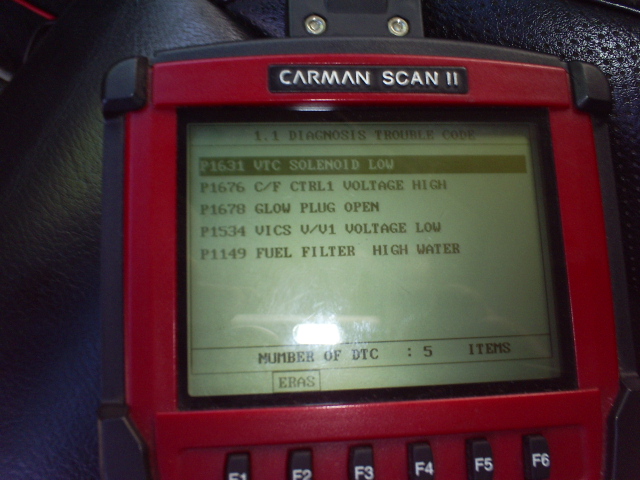 CARMAN SCAN II
1.1 DIAGNOSIS TROUBLE CODE
P1631 VTC SOLENOID LOW
P1676 C/F CTRL1 VOLTAGE HIGH
P1678 GLOW PLUG OPEN
P1534 VICS V/V1 VOLTAGE LOW
P1149 FUEL FILTER HIGH WATER
NUMBER OF DTC : 5 ITEMS
ERAS
F1 F2 F3 F4 F5 F6